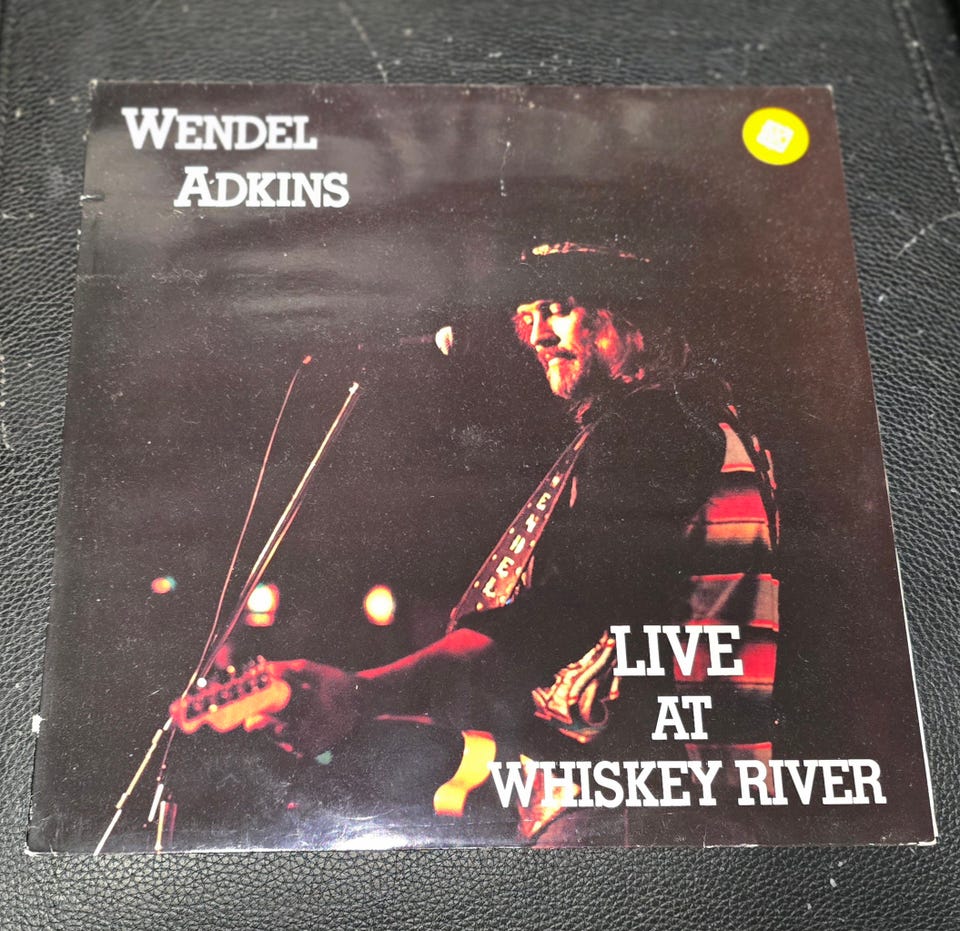 WENDEL
ADKINS
LIVE
AT
WHISKEY RIVER